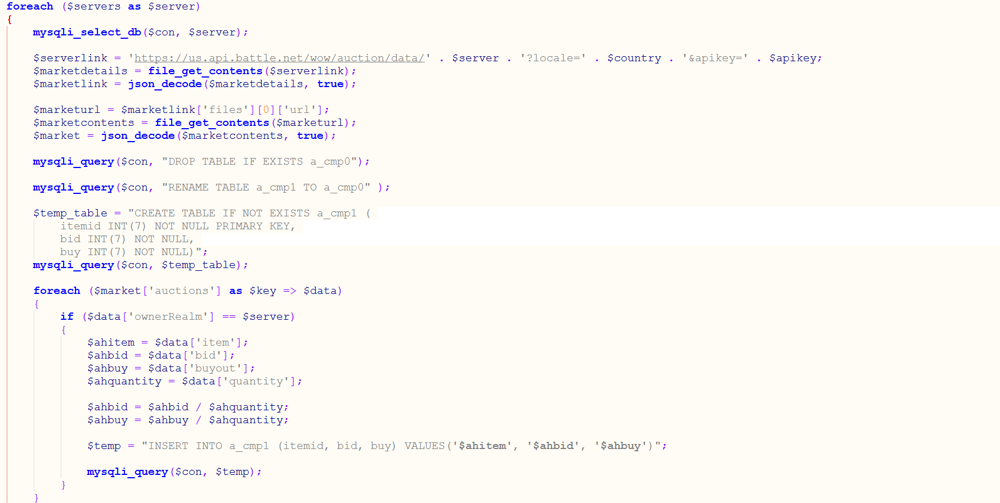 foreach ($servers as $server)
{
mysqli_select_db($con, $server);
$serverlink = 'https://us.api.battle.net/wow/auction/data/' . $server . '?locale=' . $country . '&apikey=' . $apikey;
$marketdetails = file_get_contents($serverlink);
$marketlink = json_decode($marketdetails, true);
$marketurl = $marketlink['files'][0]['url'];
$marketcontents = file_get_contents($marketurl);
$market = json_decode($marketcontents, true);
mysqli_query($con, "DROP TABLE IF EXISTS a_cmp0");
mysqli_query($con, "RENAME TABLE a_cmp1 TO a_cmp0" );
$temp_table = "CREATE TABLE IF NOT EXISTS a_cmp1 (
itemid INT(7) NOT NULL PRIMARY KEY,
bid INT(7) NOT NULL,
buy INT(7) NOT NULL)";
mysqli_query($con, $temp_table);
foreach ($market['auctions'] as $key => $data)
{
if ($data['ownerRealm'] == $server)
{
$ahitem = $data['item'];
$ahbid = $data['bid'];
$ahbuy = $data['buyout'];
$ahquantity = $data['quantity'];
$ahbid = $ahbid / $ahquantity;
$ahbuy = $ahbuy / $ahquantity;
$temp = "INSERT INTO a_cmp1 (itemid, bid, buy) VALUES('$ahitem', '$ahbid', '$ahbuy')";
mysqli_query($con, $temp);
}
}